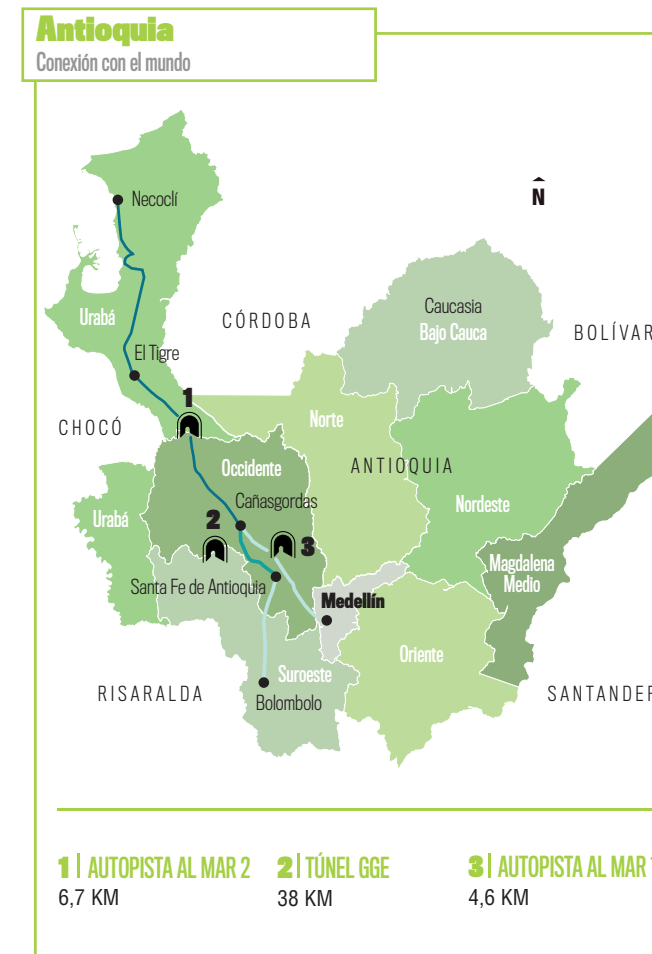 Antioquia
Conexión con el mundo
N
Necoclí
Caucasia
Bajo Cauca
Urabá
CÓRDOBA
BOLÍVAR
El Tigre
1
CHOCÓ
Norte
Occidente
ANTIOQUIA
Cañasgordas
Nordeste
Urabá
2
3
Magdalena
Medio
Santa Fe de Antioquia
Medellín
Oriente
Suroeste
RISARALDA
SANTANDER
Bolombolo
1 | AUTOPISTA AL MAR 2
6,7 KM
2 | TÚNEL GGE
38 KM
3 | AUTOPISTA AL MAR 1
4,6 KM